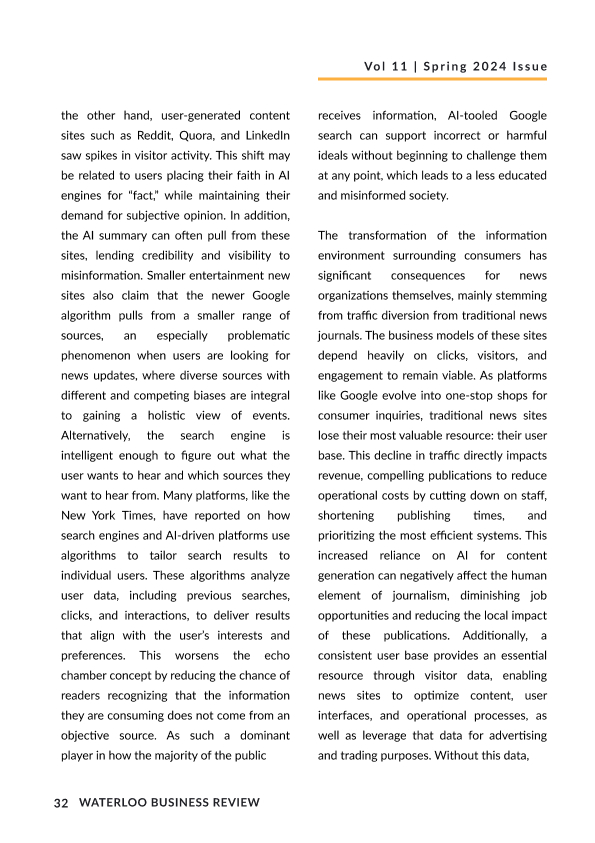 Vol 11 | Spring 2024 Issue
the other hand, user-generated content
sites such as Reddit, Quora, and LinkedIn
saw spikes in visitor activity. This shift may
be related to users placing their faith in AI
engines for “fact,” while maintaining their
demand for subjective opinion. In addition,
the AI summary can often pull from these
sites, lending credibility and visibility to
misinformation. Smaller entertainment new
sites also claim that the newer Google
algorithm pulls from a smaller range of
sources, an especially problematic
phenomenon when users are looking for
news updates, where diverse sources with
different and competing biases are integral
to gaining a holistic view of events.
Alternatively, the search engine is
intelligent enough to figure out what the
user wants to hear and which sources they
want to hear from. Many platforms, like the
New York Times, have reported on how
search engines and AI-driven platforms use
algorithms to tailor search results to
individual users. These algorithms analyze
user data, including previous searches,
clicks, and interactions, to deliver results
that align with the user’s interests and
preferences. This worsens the echo
chamber concept by reducing the chance of
readers recognizing that the information
they are consuming does not come from an
objective source. As such a dominant
player in how the majority of the public
receives information, AI-tooled Google
search can support incorrect or harmful
ideals without beginning to challenge them
at any point, which leads to a less educated
and misinformed society.
The transformation of the information
environment surrounding consumers has
significant consequences for news
organizations themselves, mainly stemming
from traffic diversion from traditional news
journals. The business models of these sites
depend heavily on clicks, visitors, and
engagement to remain viable. As platforms
like Google evolve into one-stop shops for
consumer inquiries, traditional news sites
lose their most valuable resource: their user
base. This decline in traffic directly impacts
revenue, compelling publications to reduce
operational costs by cutting down on staff,
shortening publishing times, and
prioritizing the most efficient systems. This
increased reliance on AI for content
generation can negatively affect the human
element of journalism, diminishing job
opportunities and reducing the local impact
of these publications. Additionally, a
consistent user base provides an essential
resource through visitor data, enabling
news sites to optimize content, user
interfaces, and operational processes, as
well as leverage that data for advertising
and trading purposes. Without this data,
32 WATERLOO BUSINESS REVIEW